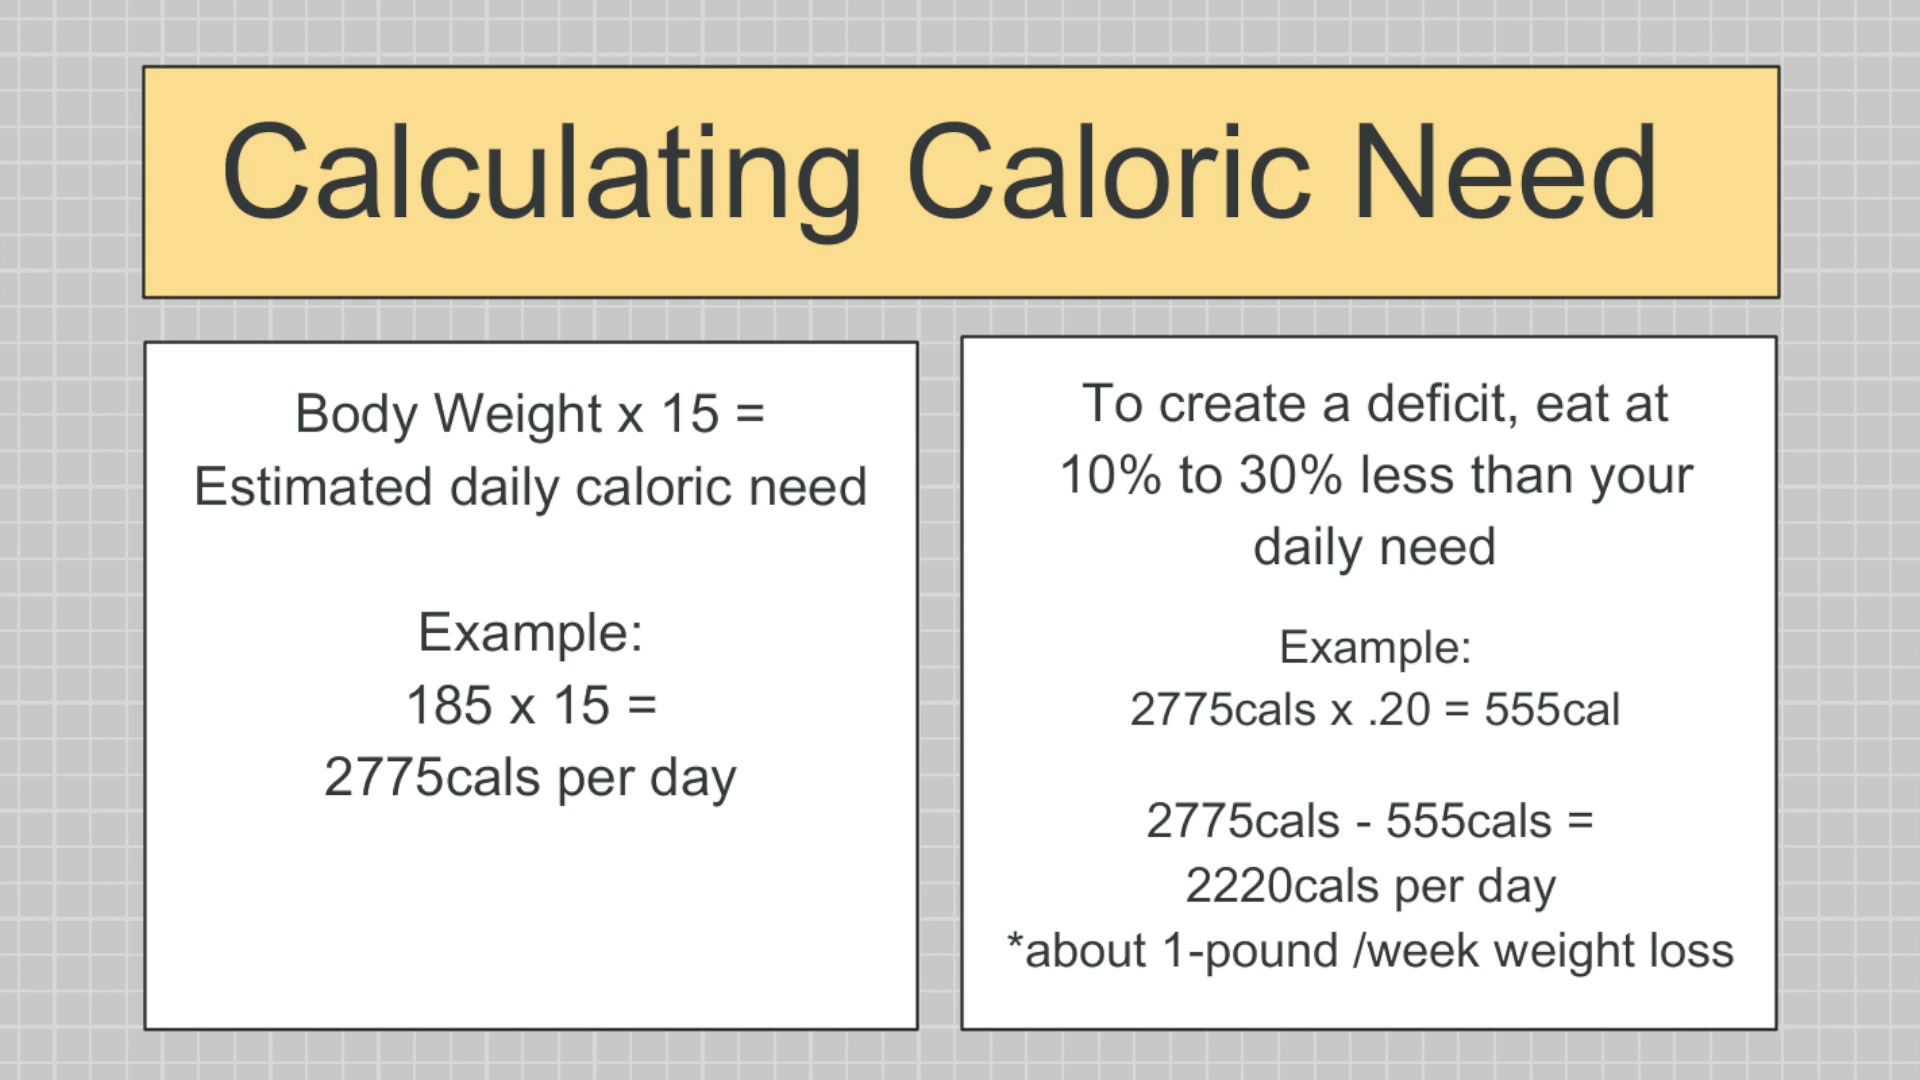 Calculating Caloric Need
Body Weight x 15 =
Estimated daily caloric need
Example:
185 x 15 =
2775cals per day
To create a deficit, eat at
10% to 30% less than your
daily need
Example:
2775cals x .20 = 555cal
2775cals - 555cals =
2220cals per day
*about 1-pound /week weight loss